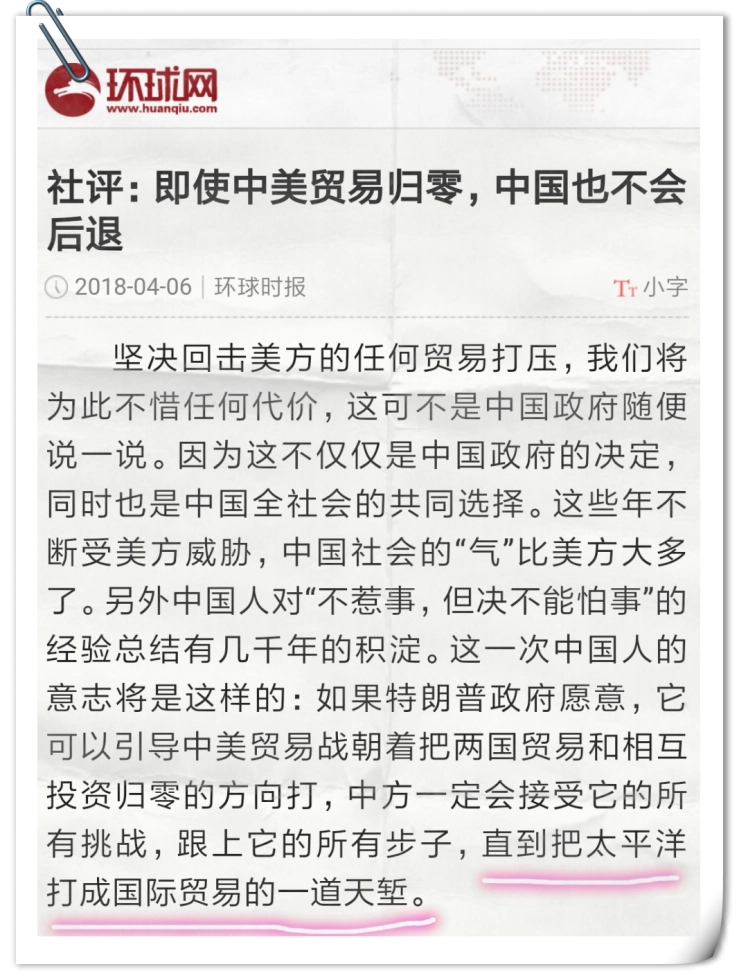 环球网
www.huanqiu.com
社评：即使中美贸易归零，中国也不会
后退
2018-04-06 | 环球时报
TT 小字
坚决回击美方的任何贸易打压，我们将
为此不惜任何代价，这可不是中国政府随便
说一说。因为这不仅仅是中国政府的决定，
同时也是中国全社会的共同选择。这些年不
断受美方威胁，中国社会的“气”比美方大多
了。另外中国人对“不惹事，但决不能怕事”的
经验总结有几千年的积淀。这一次中国人的
意志将是这样的：如果特朗普政府愿意，它
可以引导中美贸易战朝着把两国贸易和相互
投资归零的方向打，中方一定会接受它的所
有挑战，跟上它的所有步子，直到把太平洋
打成国际贸易的一道天堑。